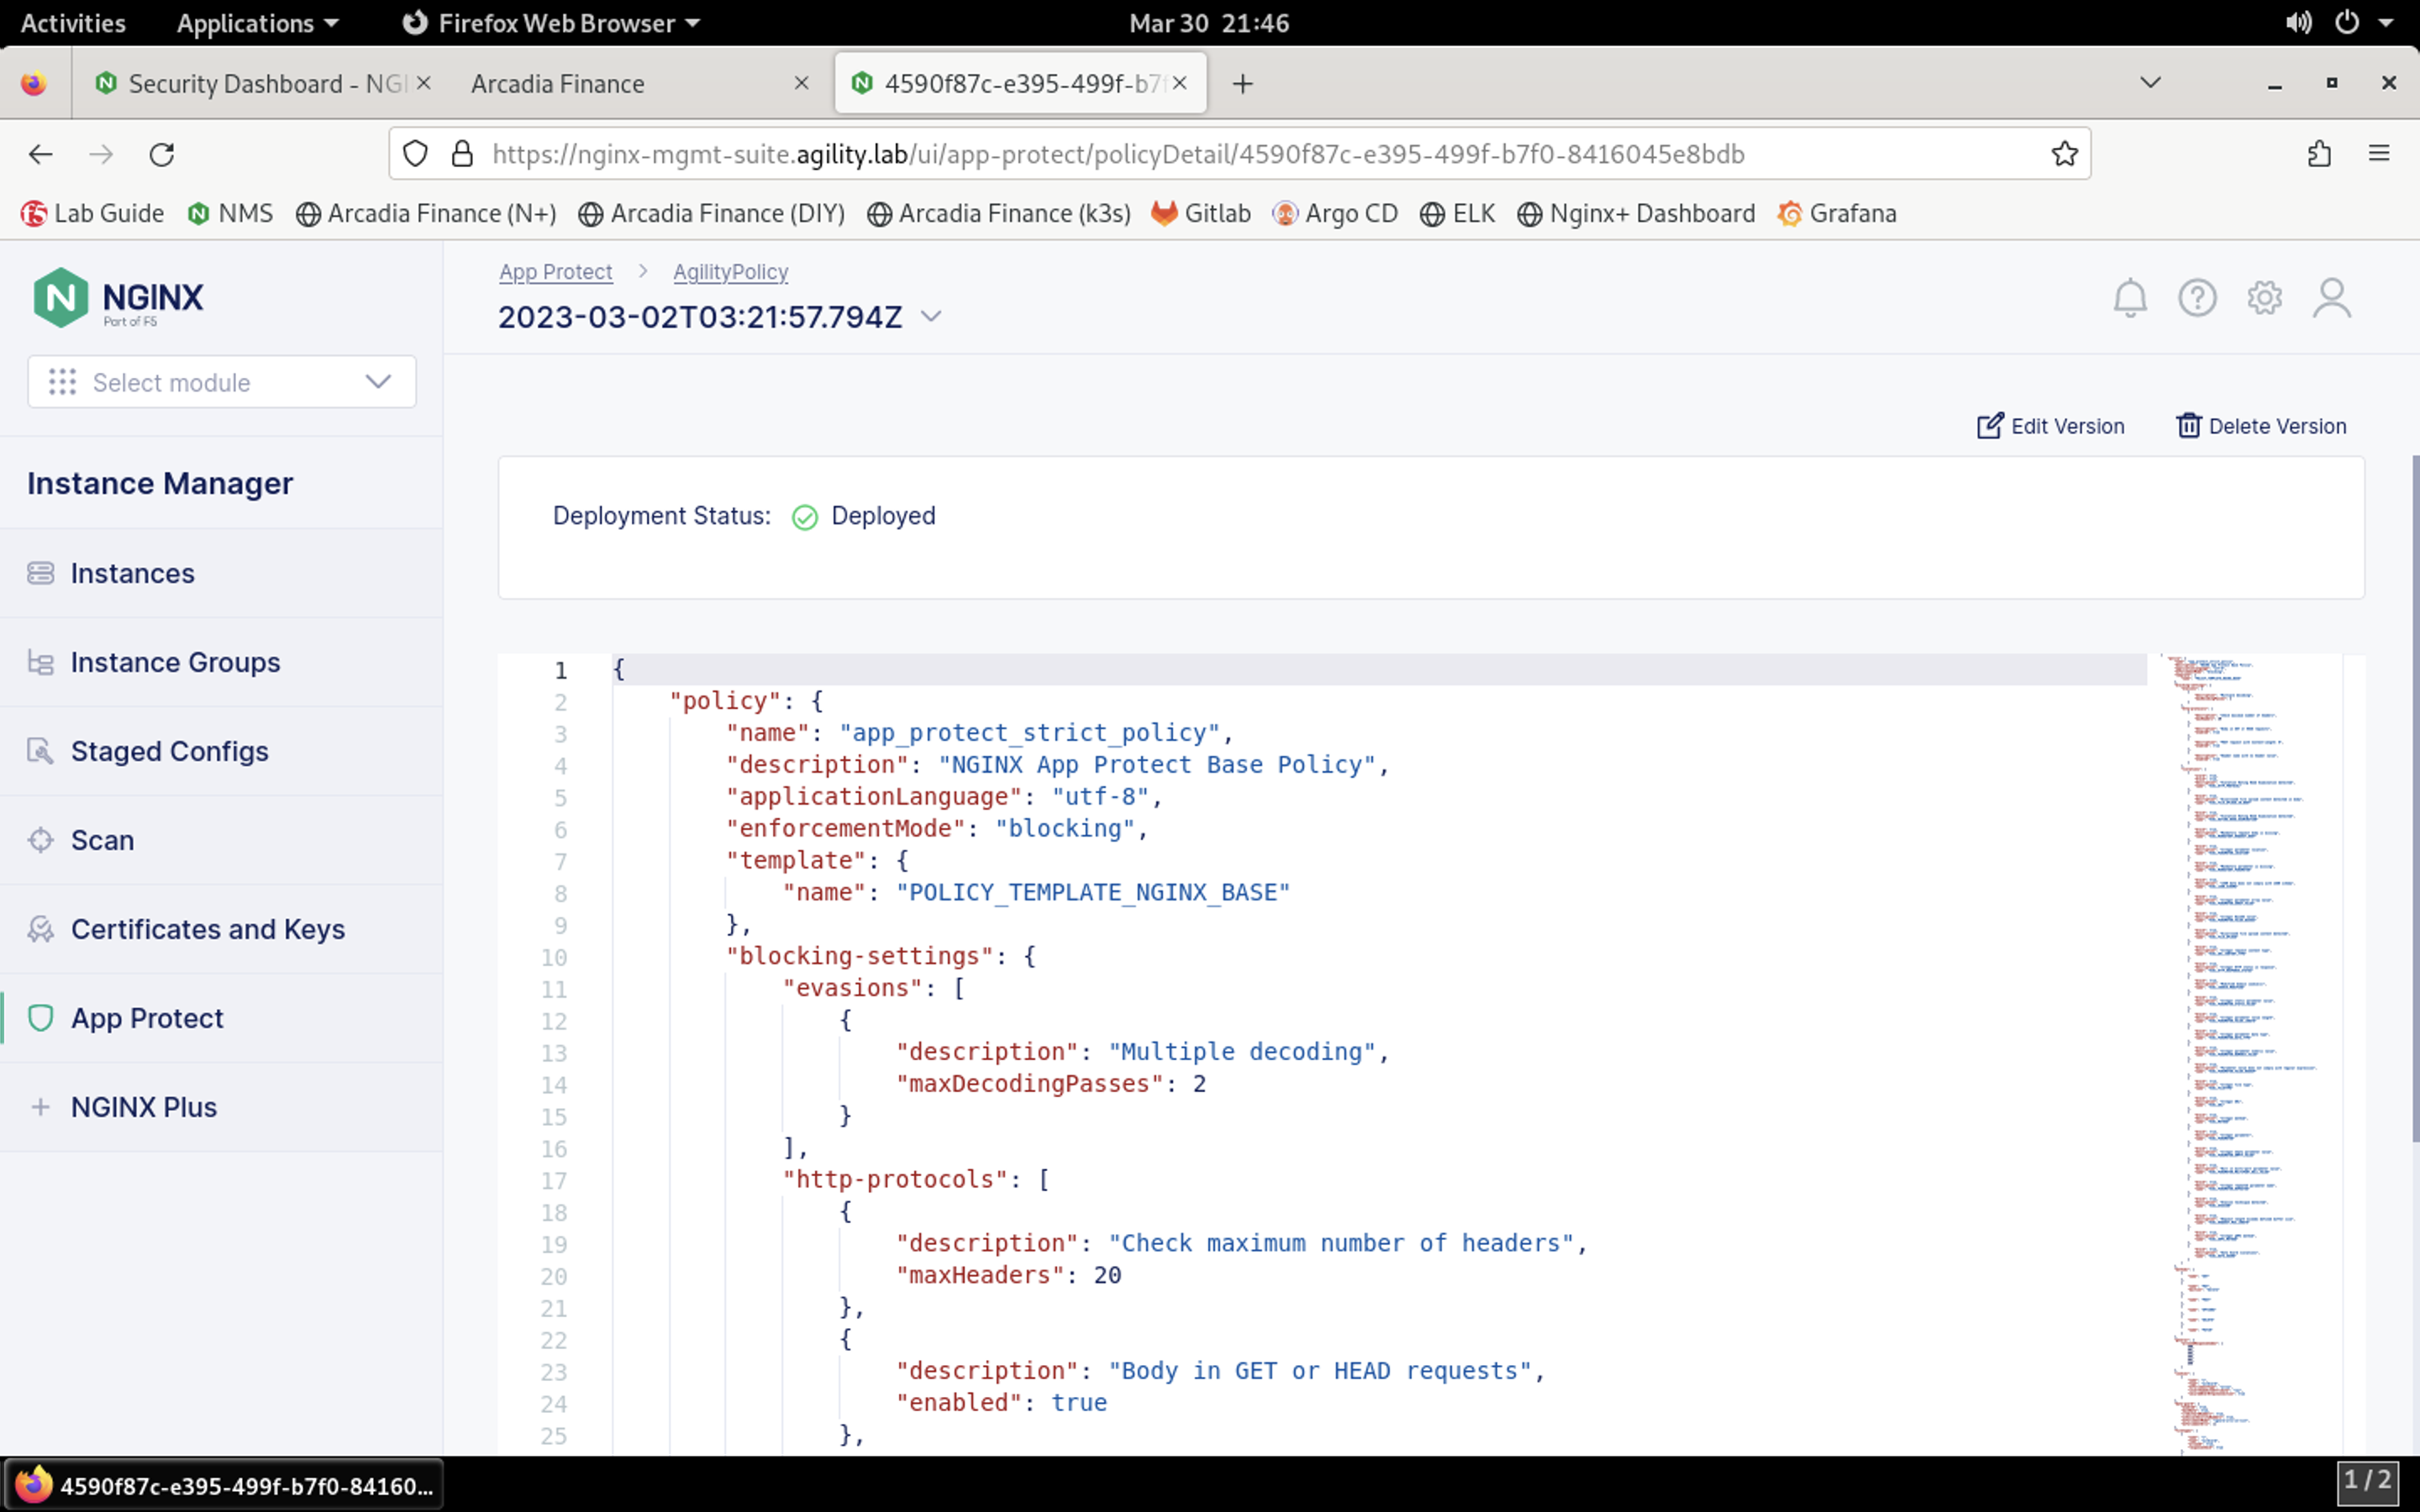 Activities Applications Firefox Web Browser Mar 30 21:46
Security Dashboard - NGI Arcadia Finance 4590f87c-e395-499f-b7f
https://nginx-mgmt-suite.agility.lab/ui/app-protect/policyDetail/4590f87c-e395-499f-b7f0-8416045e8bdb
Lab Guide NMS Arcadia Finance (N+) Arcadia Finance (DIY) Arcadia Finance (k3s) Gitlab Argo CD ELK Nginx+ Dashboard Grafana
NGINX
Part of F5
Select module
Instance Manager
Instances
Instance Groups
Staged Configs
Scan
Certificates and Keys
App Protect
NGINX Plus
App Protect > AgilityPolicy
2023-03-02T03:21:57.794Z
Edit Version Delete Version
Deployment Status: Deployed
1 {
2 "policy": {
3 "name": "app_protect_strict_policy",
4 "description": "NGINX App Protect Base Policy",
5 "applicationLanguage": "utf-8",
6 "enforcementMode": "blocking",
7 "template": {
8 "name": "POLICY_TEMPLATE_NGINX_BASE"
9 },
10 "blocking-settings": {
11 "evasions": [
12 {
13 "description": "Multiple decoding",
14 "maxDecodingPasses": 2
15 }
16 ],
17 "http-protocols": [
18 {
19 "description": "Check maximum number of headers",
20 "maxHeaders": 20
21 },
22 {
23 "description": "Body in GET or HEAD requests",
24 "enabled": true
25 },
4590f87c-e395-499f-b7f0-84160...
1 / 2